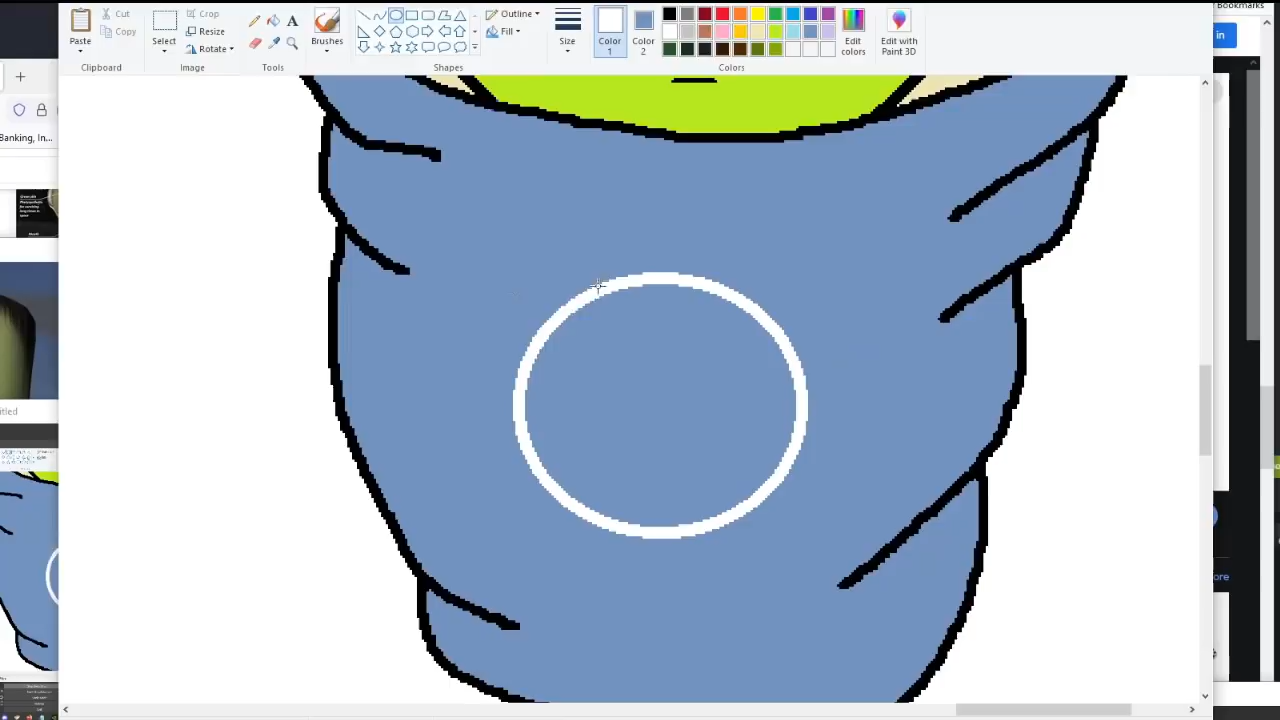 Bookmarks
Cut
Copy
Paste
Clipboard
Crop
Resize
Rotate
Select
Image
Tools
Brushes
Outline
Fill
Shapes
Size
Color
1
Color
2
Edit
colors
Edit with
Paint 3D
Colors
in
Banking, In...